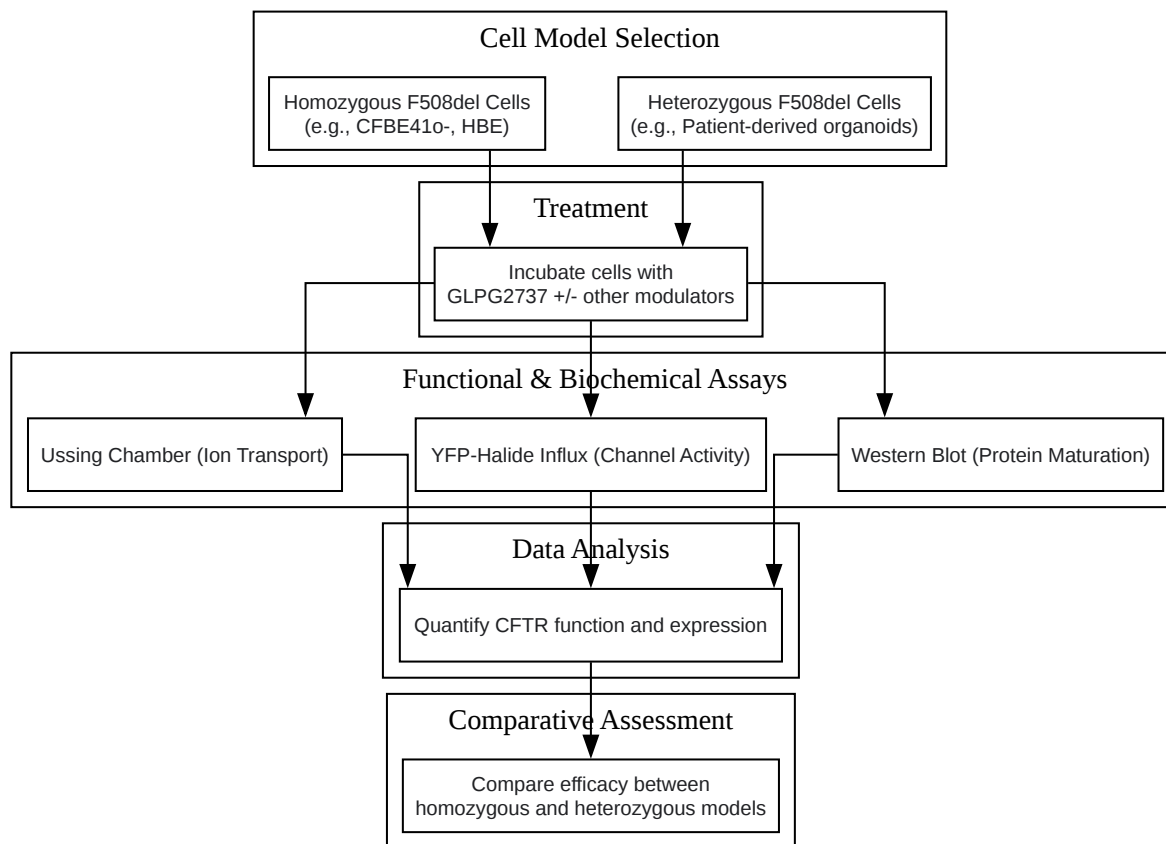 Cell Model Selection
Homozygous F508del Cells
(e.g., CFBE41o-, HBE)
Heterozygous F508del Cells
(e.g., Patient-derived organoids)
Treatment
Incubate cells with
GLPG2737 +/- other modulators
Functional & Biochemical Assays
Ussing Chamber (Ion Transport)
YFP-Halide Influx (Channel Activity)
Western Blot (Protein Maturation)
Data Analysis
Quantify CFTR function and expression
Comparative Assessment
Compare efficacy between
homozygous and heterozygous models